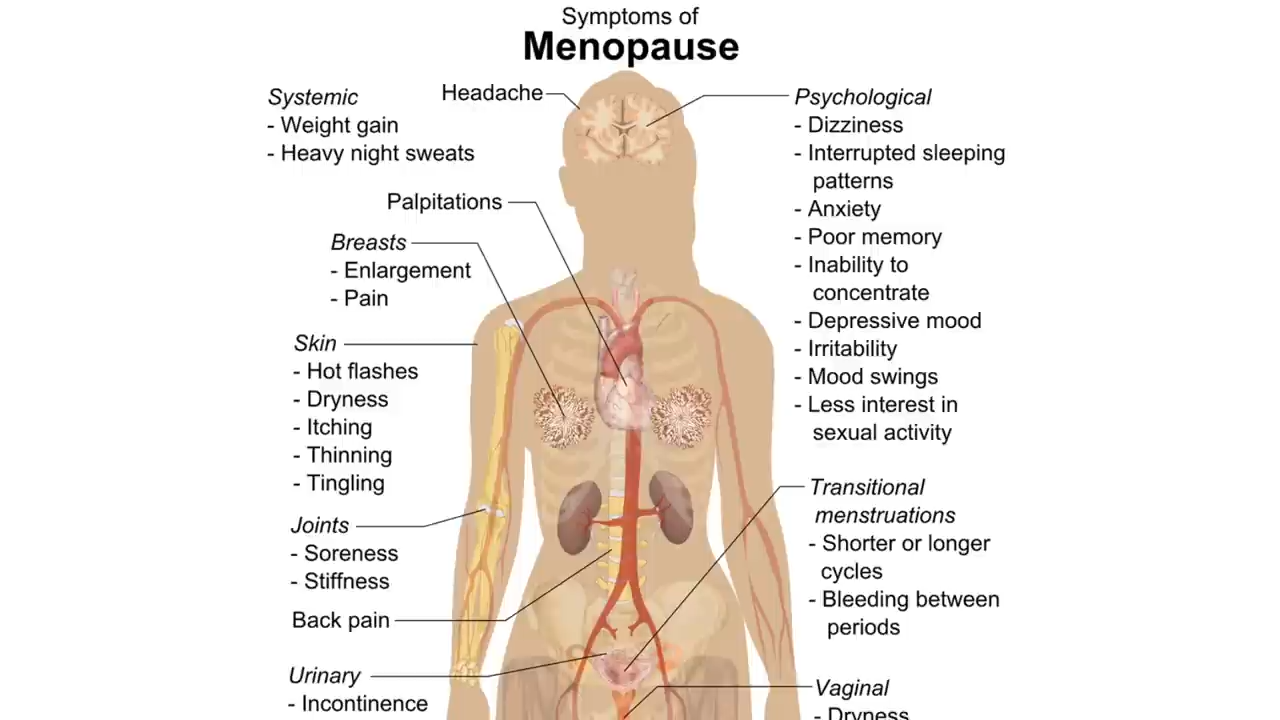 Symptoms of
Menopause
Systemic
- Weight gain
- Heavy night sweats
Headache
Palpitations
Breasts
- Enlargement
- Pain
Skin
- Hot flashes
- Dryness
- Itching
- Thinning
- Tingling
Joints
- Soreness
- Stiffness
Back pain
Urinary
- Incontinence
Psychological
- Dizziness
- Interrupted sleeping
patterns
- Anxiety
- Poor memory
- Inability to
concentrate
- Depressive mood
- Irritability
- Mood swings
- Less interest in
sexual activity
Transitional
menstruations
- Shorter or longer
cycles
- Bleeding between
periods
Vaginal
- Dryness